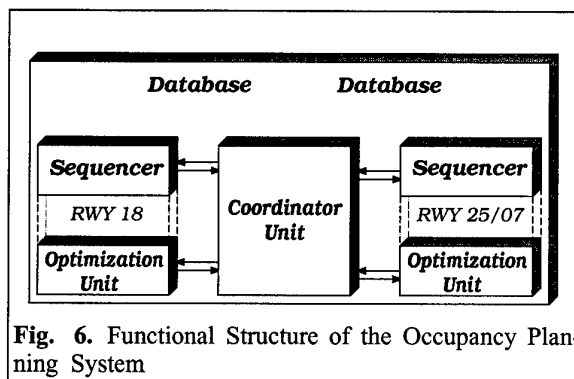 Database Database
Sequencer Sequencer
RWY 18 Coordinator Unit RWY 25/07
Optimization Unit Optimization Unit
Fig. 6. Functional Structure of the Occupancy Plan-
ning System